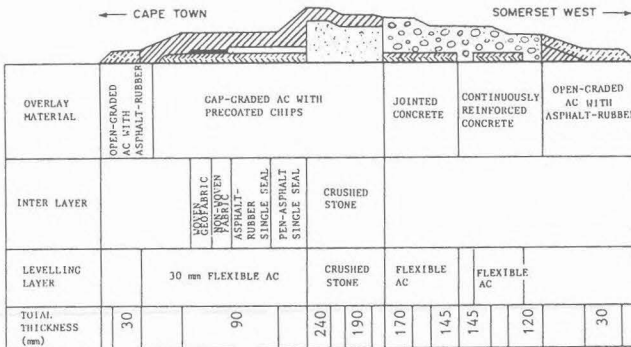 ← CAPE TOWN
SOMERSET WEST →
OVERLAY
MATERIAL
OPEN-GRADED
AC WITH
ASPHALT-RUBBER
GAP-GRADED AC WITH
PRECOATED CHIPS
JOINTED
CONCRETE
CONTINUOUSLY
REINFORCED
CONCRETE
OPEN-GRADED
AC WITH
ASPHALT-RUBBER
INTER LAYER
WOVEN
GEOFABRIC
NON-WOVEN
FABRIC
ASPHALT-
RUBBER
SINGLE SEAL
PEN-ASPHALT
SINGLE SEAL
CRUSHED
STONE
LEVELLING
LAYER
30 mm FLEXIBLE AC
CRUSHED
STONE
FLEXIBLE
AC
FLEXIBLE
AC
TOTAL
THICKNESS
(mm)
30
90
240
190
170
145
145
120
30